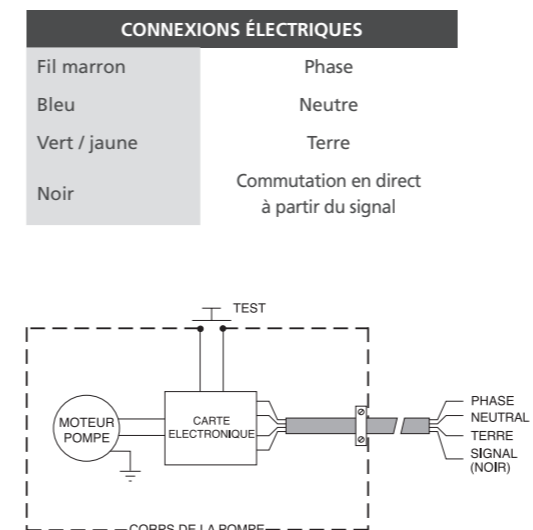 CONNEXIONS ÉLECTRIQUES
Fil marron Phase
Bleu Neutre
Vert / jaune Terre
Noir Commutation en direct
à partir du signal
TEST
MOTEUR
POMPE
CARTE
ELECTRONIQUE
PHASE
NEUTRAL
TERRE
SIGNAL
(NOIR)
CORPS DE LA POMPE